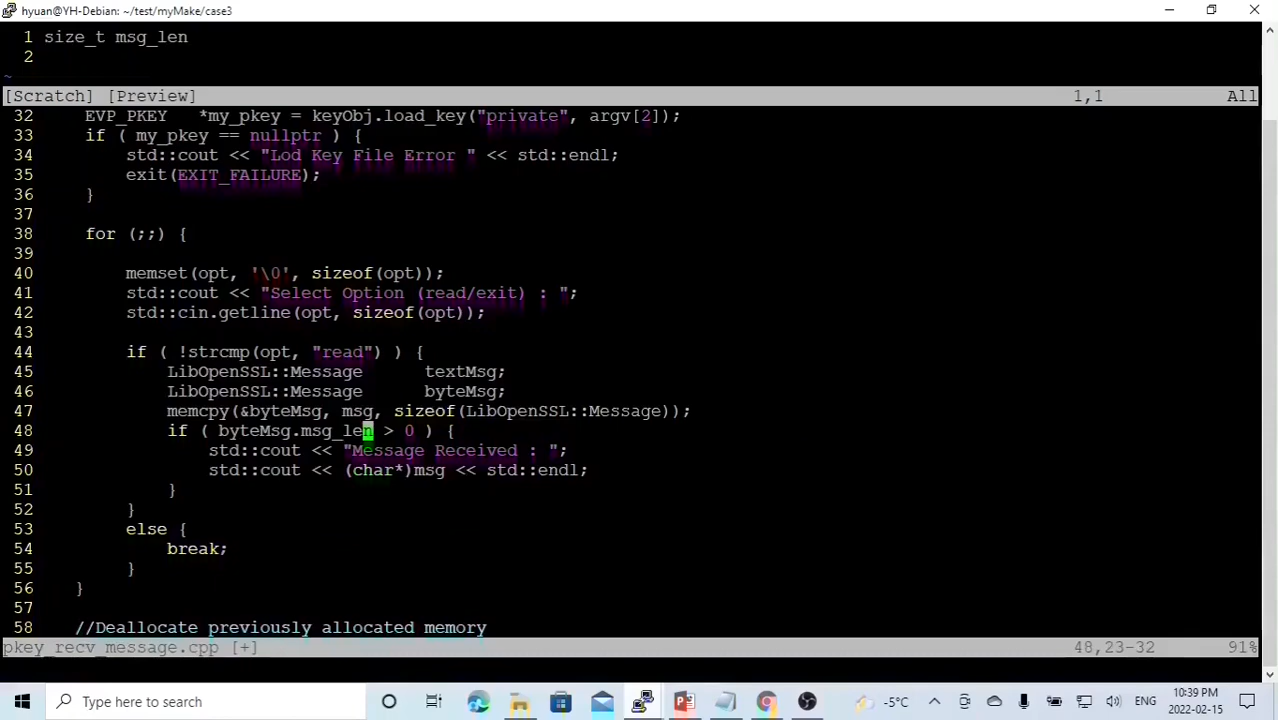 hyuan@YH-Debian: ~/test/myMake/case3
1 size_t msg_len
2
~
[Scratch] [Preview] 1,1 All
32 EVP_PKEY *my_pkey = keyObj.load_key("private", argv[2]);
33 if ( my_pkey == nullptr ) {
34 std::cout << "Lod Key File Error " << std::endl;
35 exit(EXIT_FAILURE);
36 }
37
38 for (;;) {
39
40 memset(opt, '\0', sizeof(opt));
41 std::cout << "Select Option (read/exit) : ";
42 std::cin.getline(opt, sizeof(opt));
43
44 if ( !strcmp(opt, "read") ) {
45 LibOpenSSL::Message textMsg;
46 LibOpenSSL::Message byteMsg;
47 memcpy(&byteMsg, msg, sizeof(LibOpenSSL::Message));
48 if ( byteMsg.msg_len > 0 ) {
49 std::cout << "Message Received : ";
50 std::cout << (char*)msg << std::endl;
51 }
52 }
53 else {
54 break;
55 }
56 }
57
58 //Deallocate previously allocated memory
pkey_recv_message.cpp [+] 48,23-32 91%
Type here to search
-5°C
ENG
10:39 PM
2022-02-15